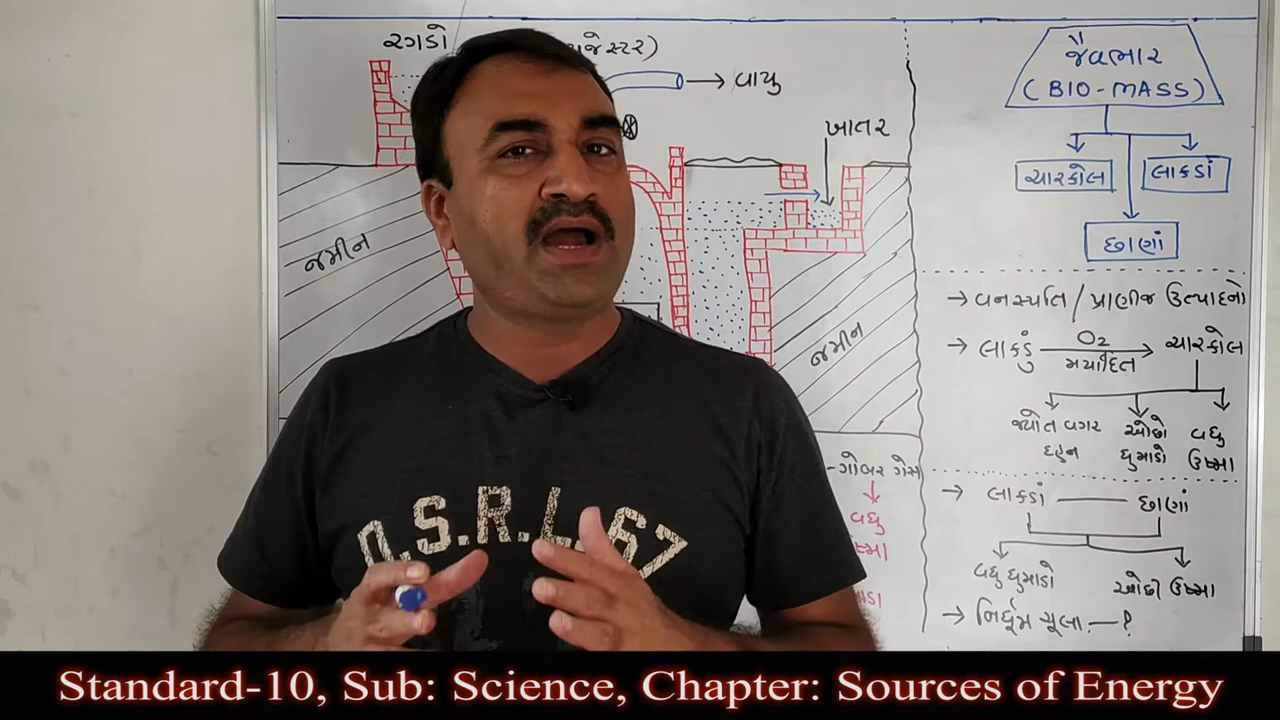 રગડો
જેસ્ટર)
વાયુ
ખાતર
જમીન
જમીન
-ગોબર ગેસ
વધુ
જૈવભાર
(BIO-MASS)
ચારકોલ
લાકડાં
છાણાં
→ વનસ્પતિ / પ્રાણીજ ઉત્પાદનો
→ લાકડું O₂ મર્યાદિત → ચારકોલ
જ્યોત વગર દહન
ઓછો ધુમાડો
વધુ ઉષ્મા
→ લાકડાં — છાણાં
વધુ ધુમાડો
ઓછી ઉષ્મા
→ નિર્ધૂમ ચૂલા. — ?
O.S.R.L.67
Standard-10, Sub: Science, Chapter: Sources of Energy